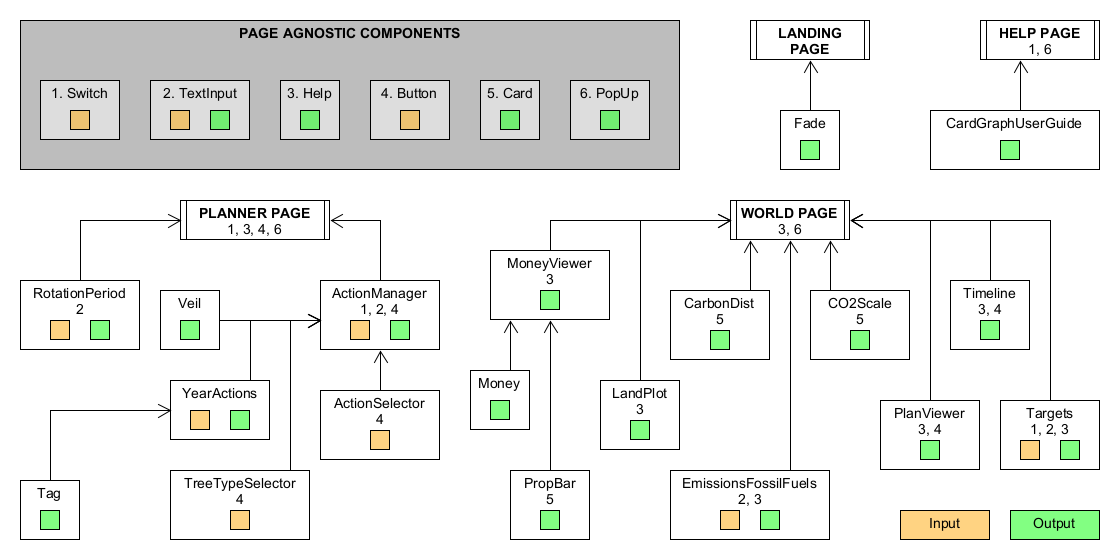 PAGE AGNOSTIC COMPONENTS
1. Switch
2. TextInput
3. Help
4. Button
5. Card
6. PopUp
LANDING
PAGE
Fade
HELP PAGE
1, 6
CardGraphUserGuide
PLANNER PAGE
1, 3, 4, 6
RotationPeriod
2
Veil
ActionManager
1, 2, 4
YearActions
ActionSelector
4
Tag
TreeTypeSelector
4
WORLD PAGE
3, 6
MoneyViewer
3
CarbonDist
5
CO2Scale
5
Timeline
3, 4
Money
LandPlot
3
PlanViewer
3, 4
Targets
1, 2, 3
PropBar
5
EmissionsFossilFuels
2, 3
Input
Output